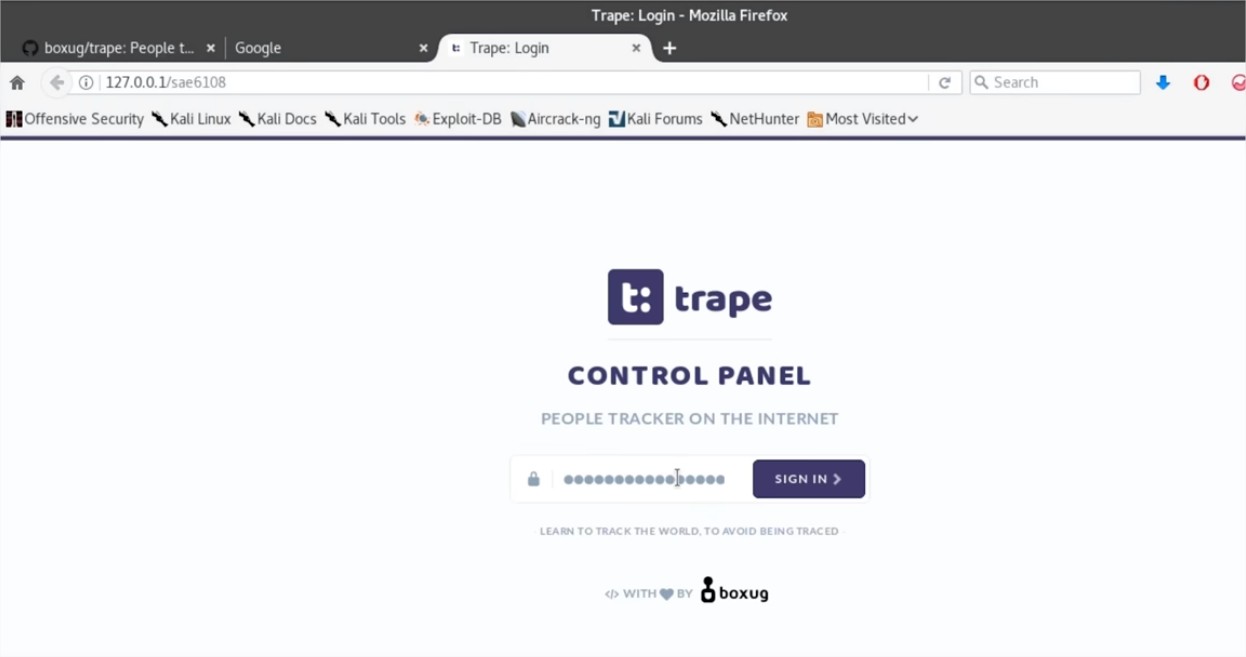 Trape: Login - Mozilla Firefox
boxug/trape: People t... × Google × t: Trape: Login × +
127.0.0.1/sae6108 Search
Offensive Security Kali Linux Kali Docs Kali Tools Exploit-DB Aircrack-ng Kali Forums NetHunter Most Visited
t: trape
CONTROL PANEL
PEOPLE TRACKER ON THE INTERNET
SIGN IN
LEARN TO TRACK THE WORLD, TO AVOID BEING TRACED
</> WITH BY boxug